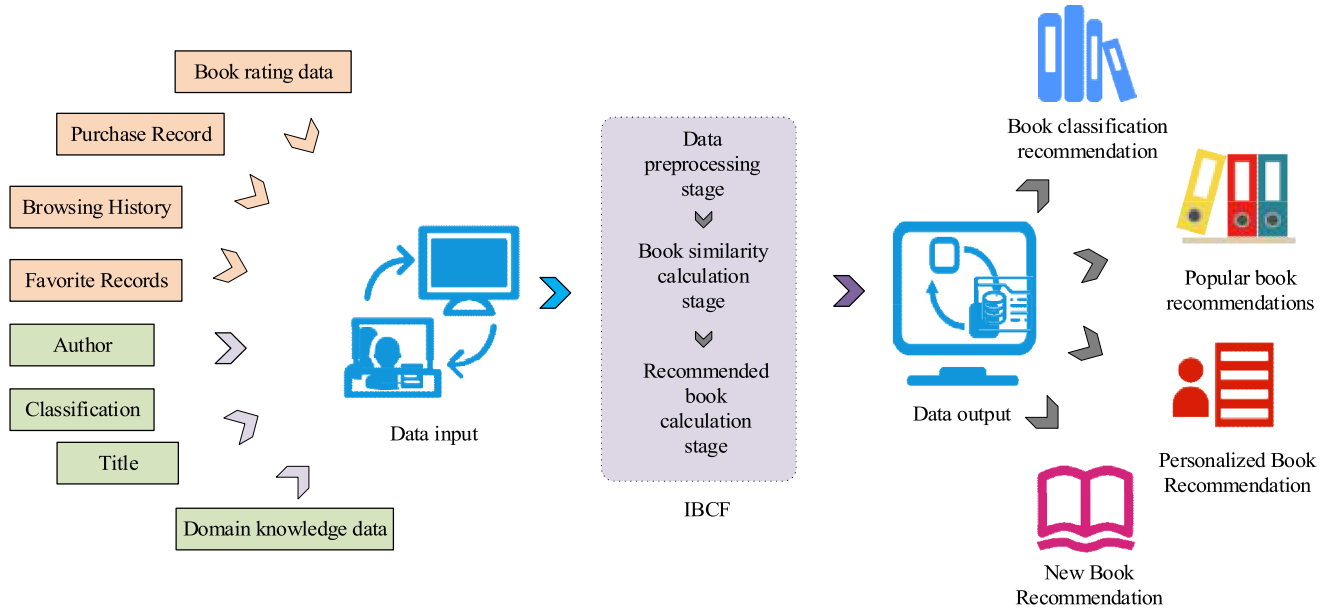 Book rating data
Purchase Record
Browsing History
Favorite Records
Author
Classification
Title
Domain knowledge data
Data input
Data
preprocessing
stage
Book similarity
calculation
stage
Recommended
book
calculation
stage
IBCF
Data output
Book classification
recommendation
Popular book
recommendations
Personalized Book
Recommendation
New Book
Recommendation